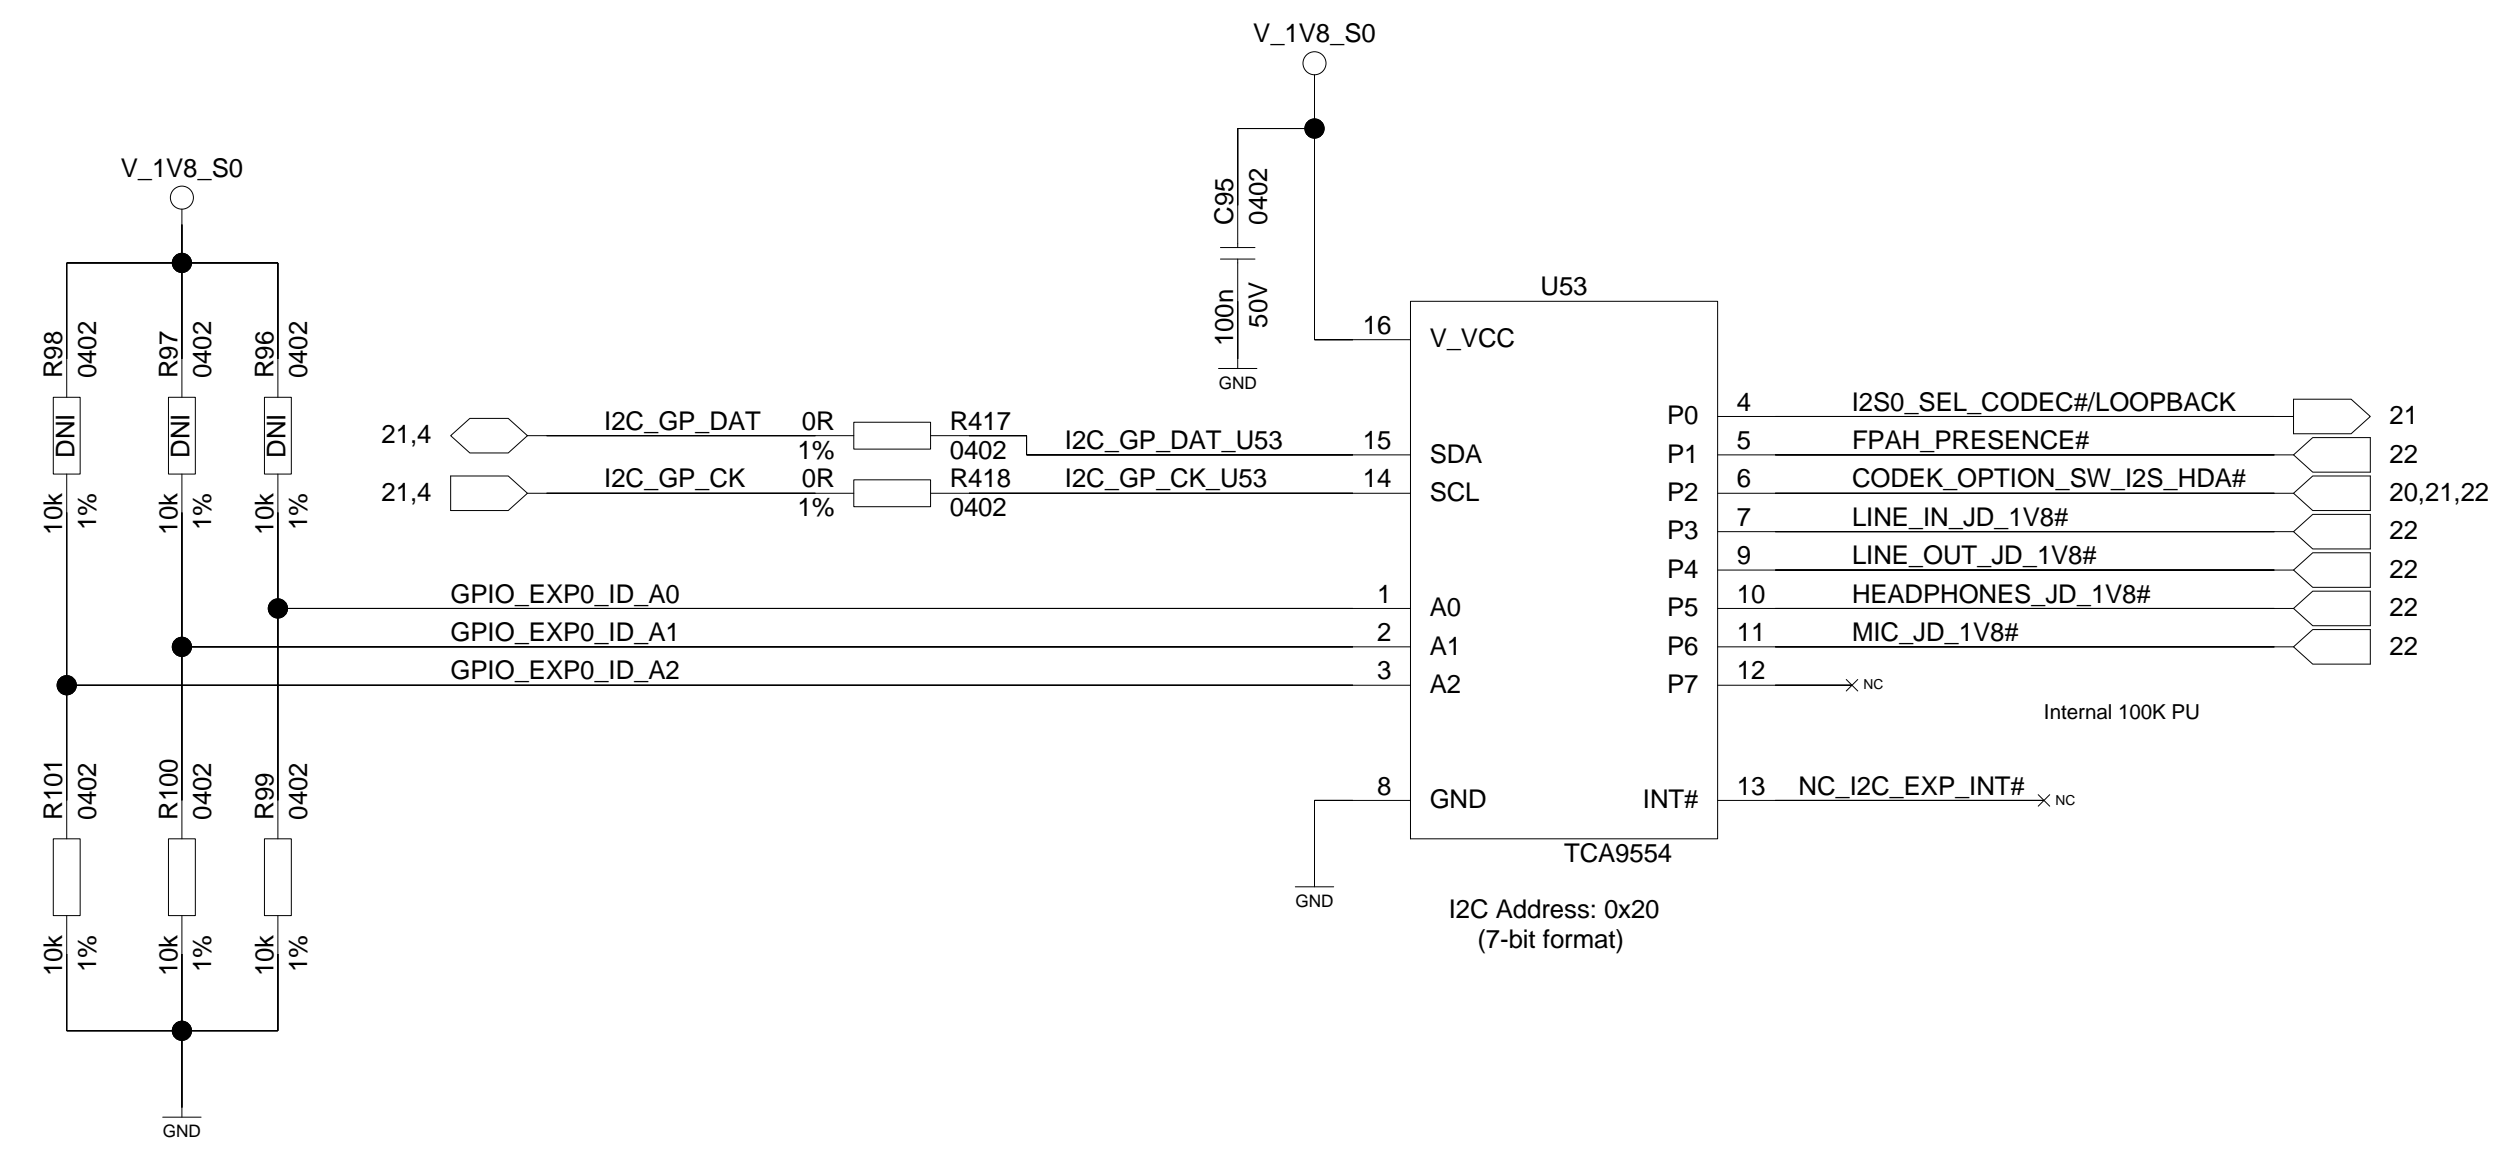 V_1V8_S0
V_1V8_S0
C95
0402
100n
50V
GND
R98
0402
R97
0402
R96
0402
DNI
DNI
DNI
10k
1%
10k
1%
10k
1%
21,4
I2C_GP_DAT
0R
1%
R417
0402
I2C_GP_DAT_U53
21,4
I2C_GP_CK
0R
1%
R418
0402
I2C_GP_CK_U53
GPIO_EXP0_ID_A0
GPIO_EXP0_ID_A1
GPIO_EXP0_ID_A2
R101
0402
R100
0402
R99
0402
10k
1%
10k
1%
10k
1%
GND
U53
16
V_VCC
15
SDA
14
SCL
1
A0
2
A1
3
A2
8
GND
GND
P0
4
I2S0_SEL_CODEC#/LOOPBACK
21
P1
5
FPAH_PRESENCE#
22
P2
6
CODEK_OPTION_SW_I2S_HDA#
20,21,22
P3
7
LINE_IN_JD_1V8#
22
P4
9
LINE_OUT_JD_1V8#
22
P5
10
HEADPHONES_JD_1V8#
22
P6
11
MIC_JD_1V8#
22
P7
12
NC
Internal 100K PU
INT#
13
NC_I2C_EXP_INT#
NC
TCA9554
I2C Address: 0x20
(7-bit format)